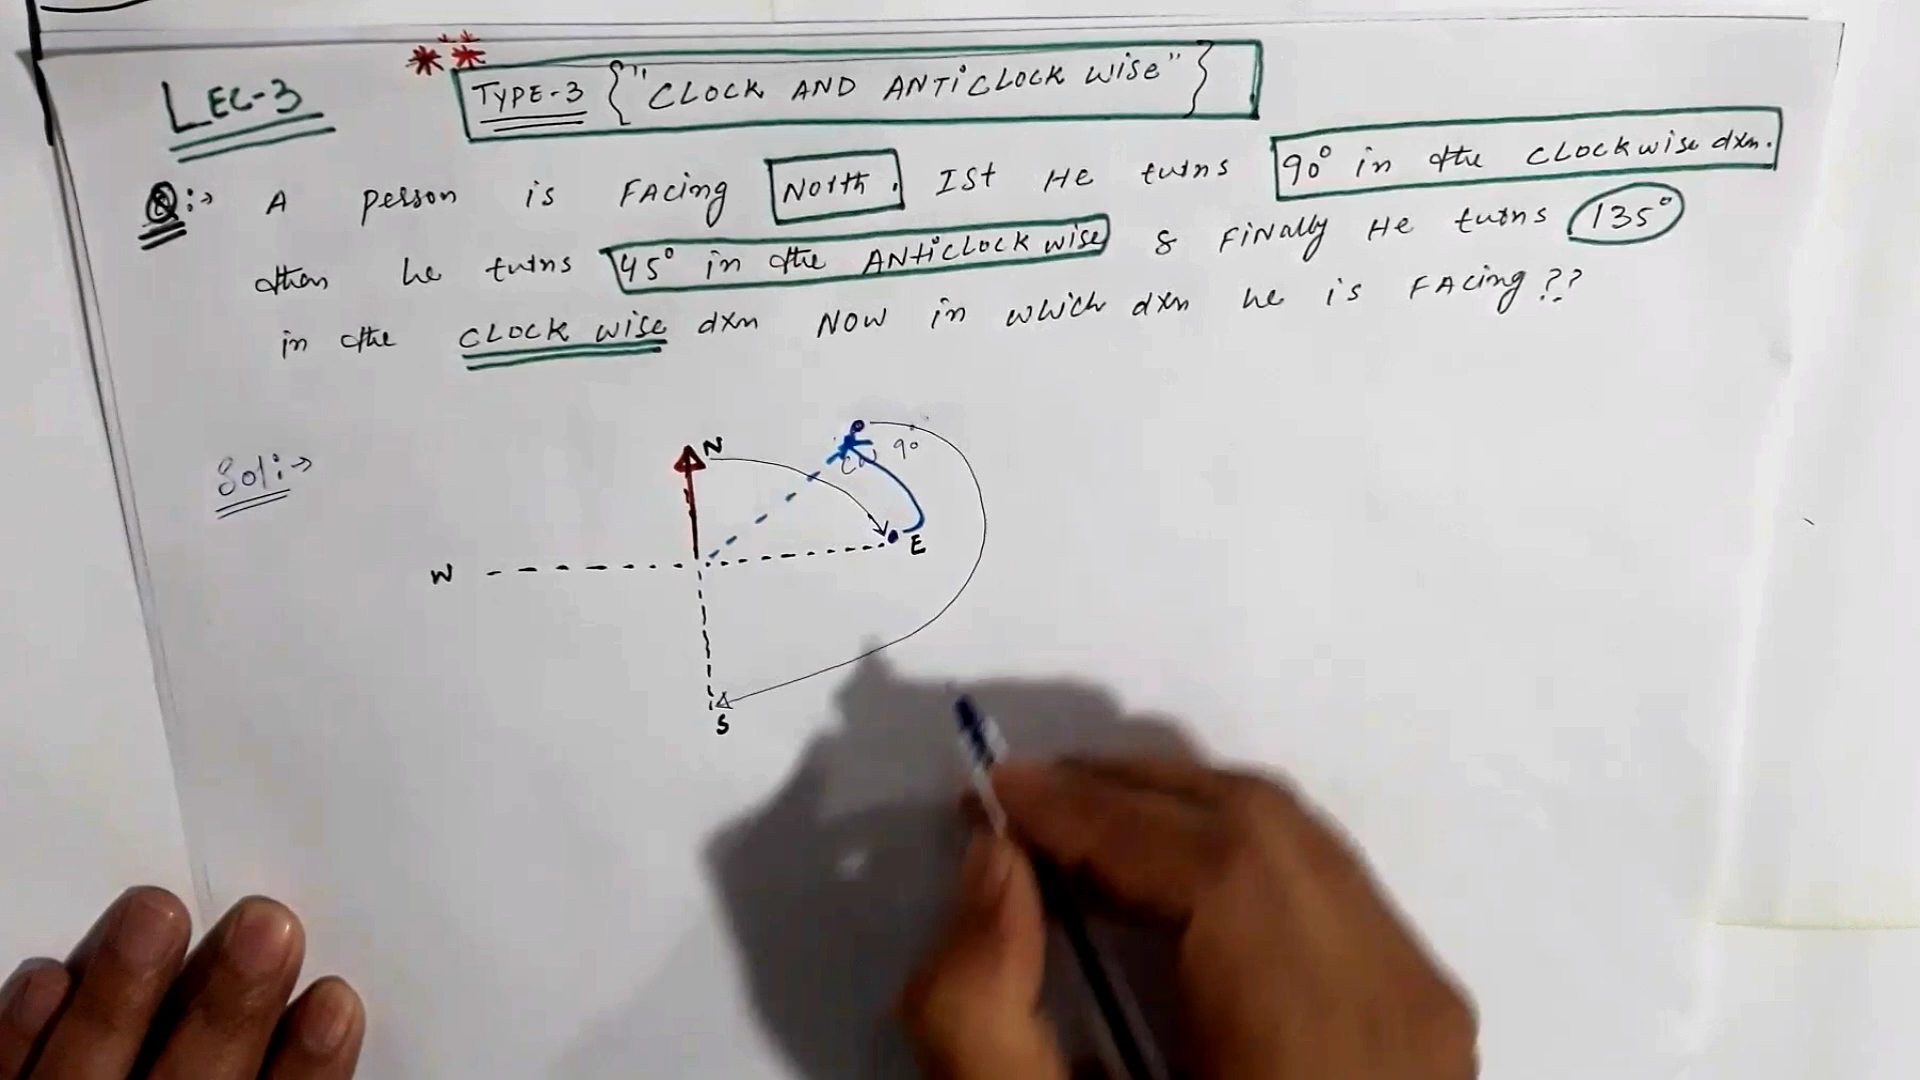 LEC-3
TYPE-3 {"CLOCK AND ANTICLOCK WISE"}
Q:→ A person is FAcing North. Ist He turns 90° in the CLOCKwise dxn.
then he turns 45° in the ANTICLOCK wise & Finally He turns 135°
in the CLOCK wise dxn NOW in which dxn he is FAcing??
Sol:→
N
CW 90°
E
W
S